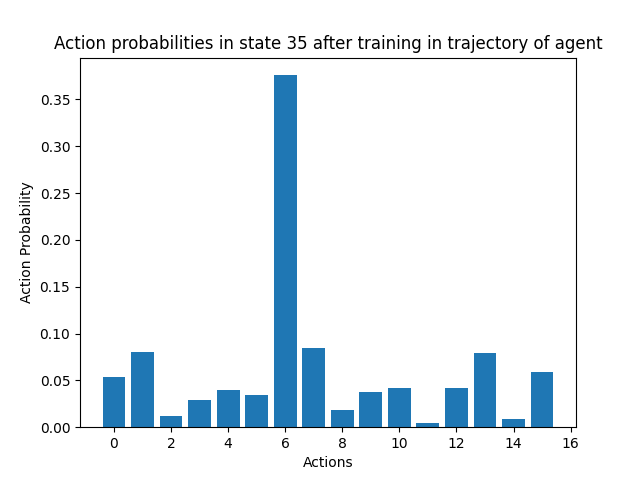 Action probabilities in state 35 after training in trajectory of agent
0.35
0.30
0.25
0.20
0.15
0.10
0.05
0.00
Action Probability
0 2 4 6 8 10 12 14 16
Actions